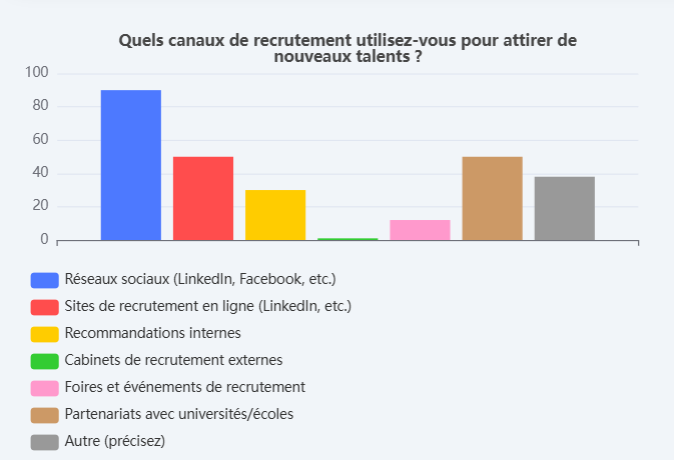 Quels canaux de recrutement utilisez-vous pour attirer de
nouveaux talents ?
100
80
60
40
20
0
Réseaux sociaux (LinkedIn, Facebook, etc.)
Sites de recrutement en ligne (LinkedIn, etc.)
Recommandations internes
Cabinets de recrutement externes
Foires et événements de recrutement
Partenariats avec universités/écoles
Autre (précisez)